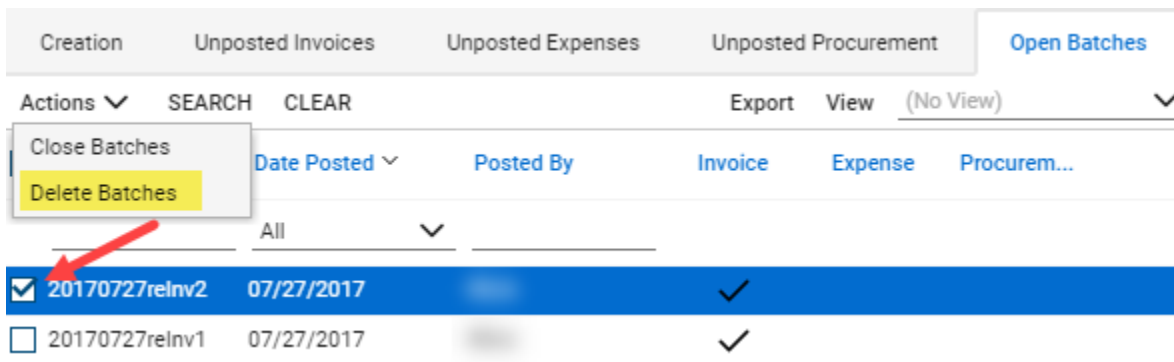 Creation Unposted Invoices Unposted Expenses Unposted Procurement Open Batches
Actions SEARCH CLEAR Export View (No View)
Close Batches
Date Posted Posted By Invoice Expense Procurem...
Delete Batches
All
20170727reInv2 07/27/2017
20170727reInv1 07/27/2017